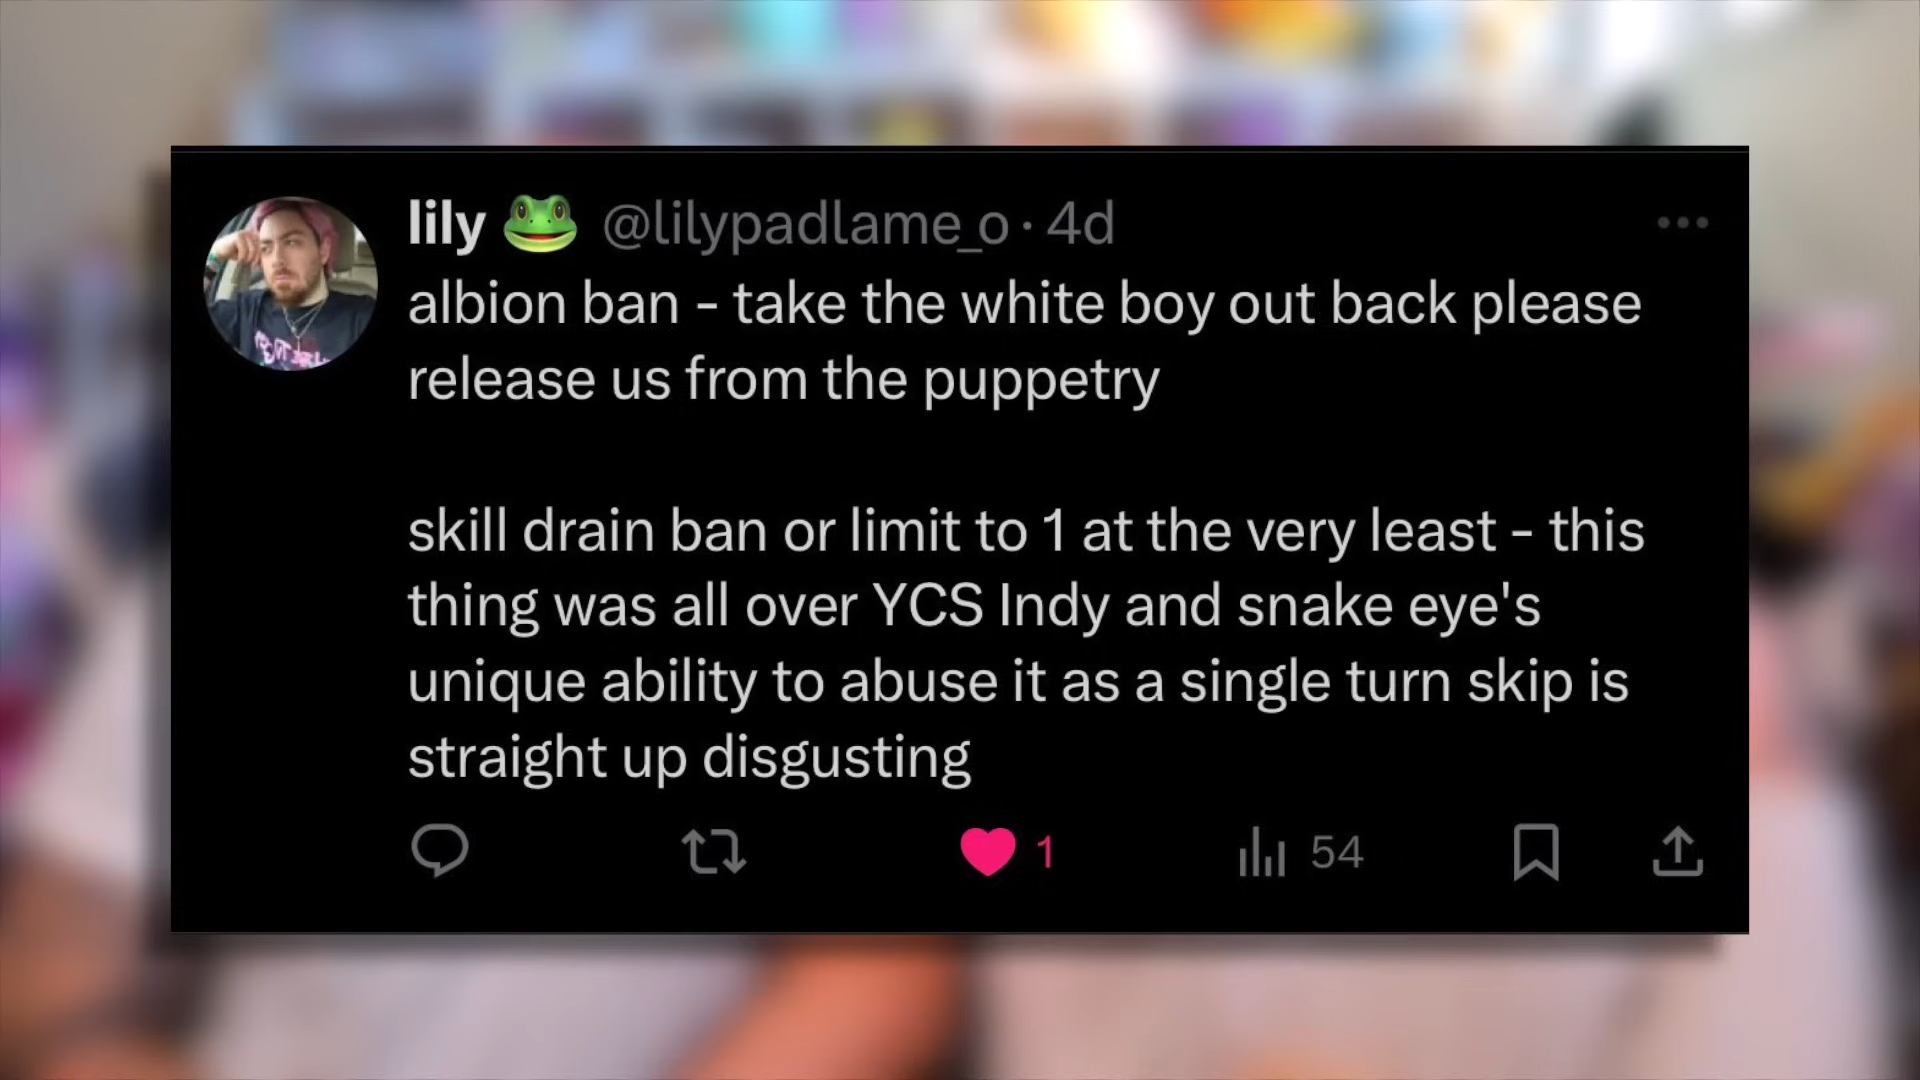 lily 🐸 @lilypadlame_o · 4d
albion ban - take the white boy out back please
release us from the puppetry
skill drain ban or limit to 1 at the very least - this
thing was all over YCS Indy and snake eye's
unique ability to abuse it as a single turn skip is
straight up disgusting
1 54